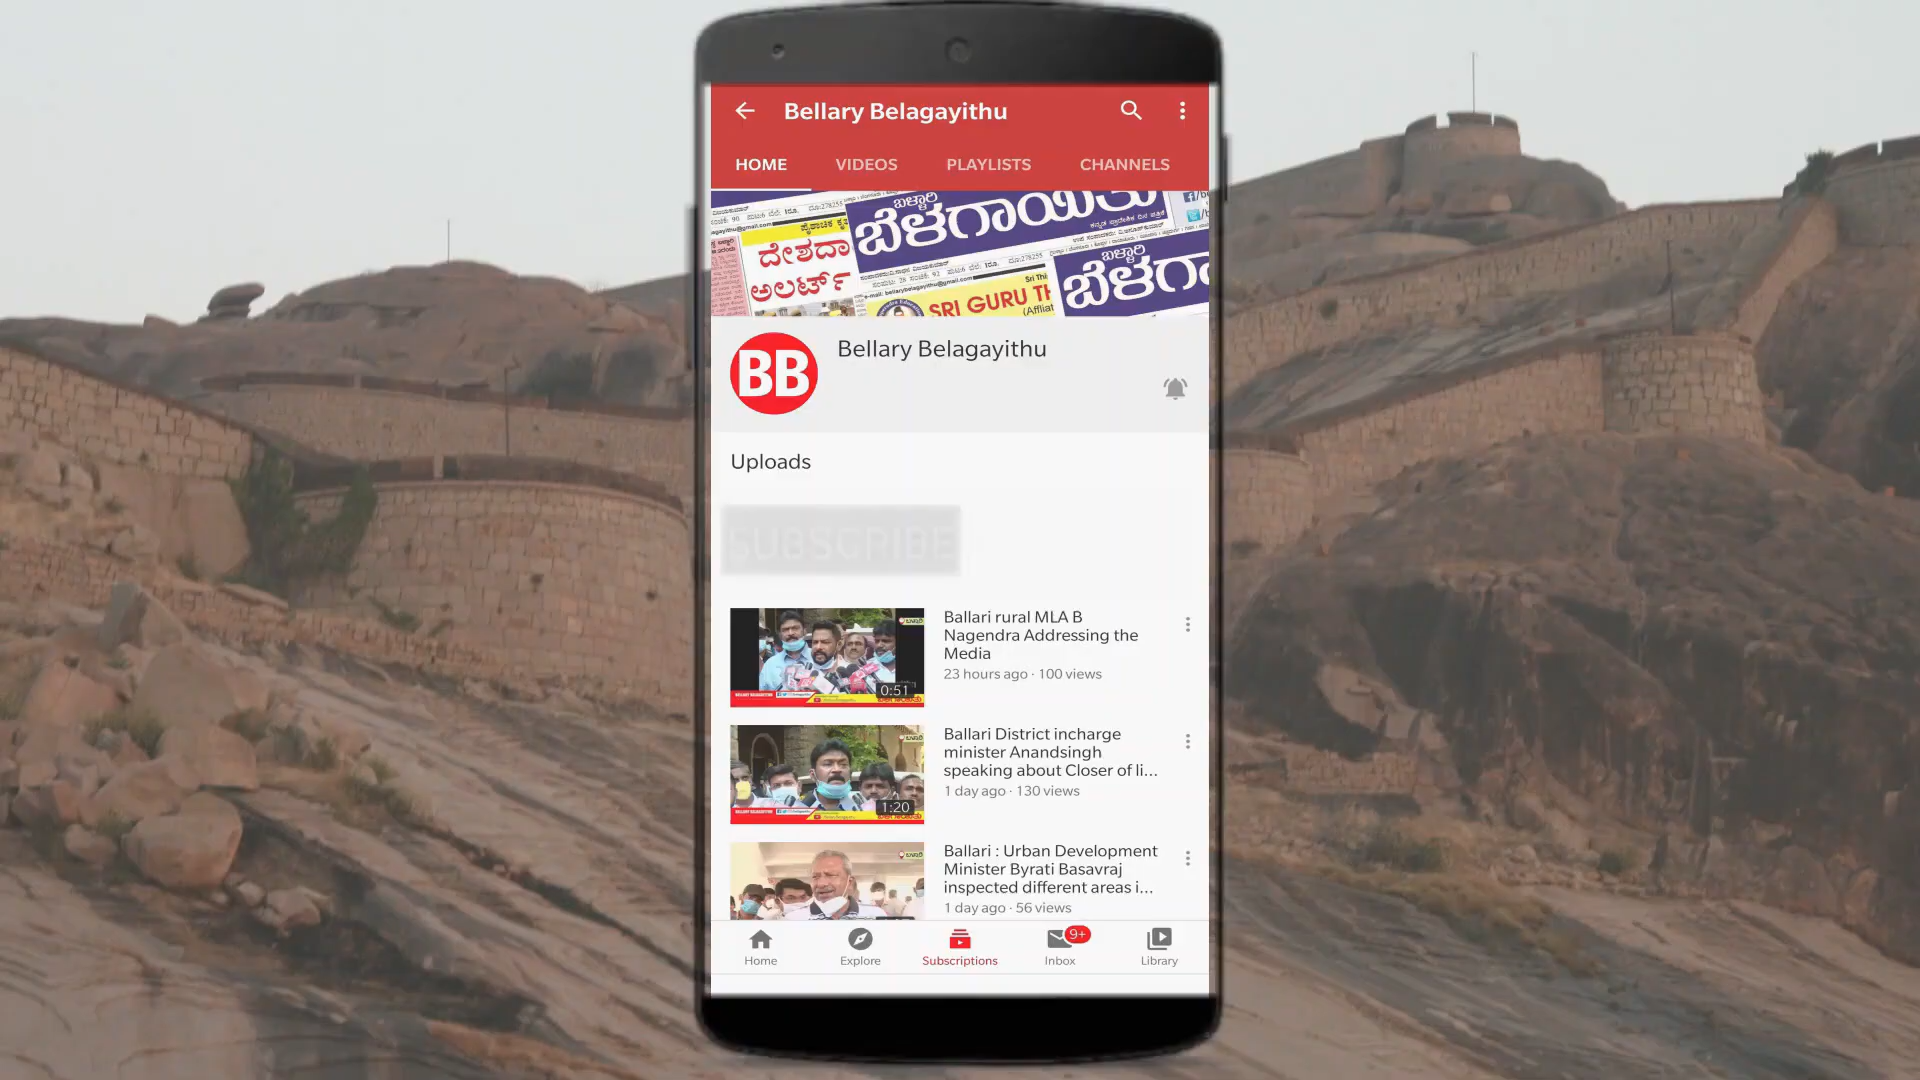 Bellary Belagayithu
HOME VIDEOS PLAYLISTS CHANNELS
ಬಳ್ಳಾರಿ
ಬೆಳಗಾಯಿತು
ದೇಶದಾ
ಅಲರ್ಟ್
SRI GURU TH
(Affliat
ಬಳ್ಳಾರಿ
ಬೆಳಗಾ
BB
Bellary Belagayithu
Uploads
SUBSCRIBE
Ballari rural MLA B
Nagendra Addressing the
Media
23 hours ago · 100 views
0:51
Ballari District incharge
minister Anandsingh
speaking about Closer of li...
1 day ago · 130 views
1:20
Ballari : Urban Development
Minister Byrati Basavraj
inspected different areas i...
1 day ago · 56 views
9+
Home Explore Subscriptions Inbox Library